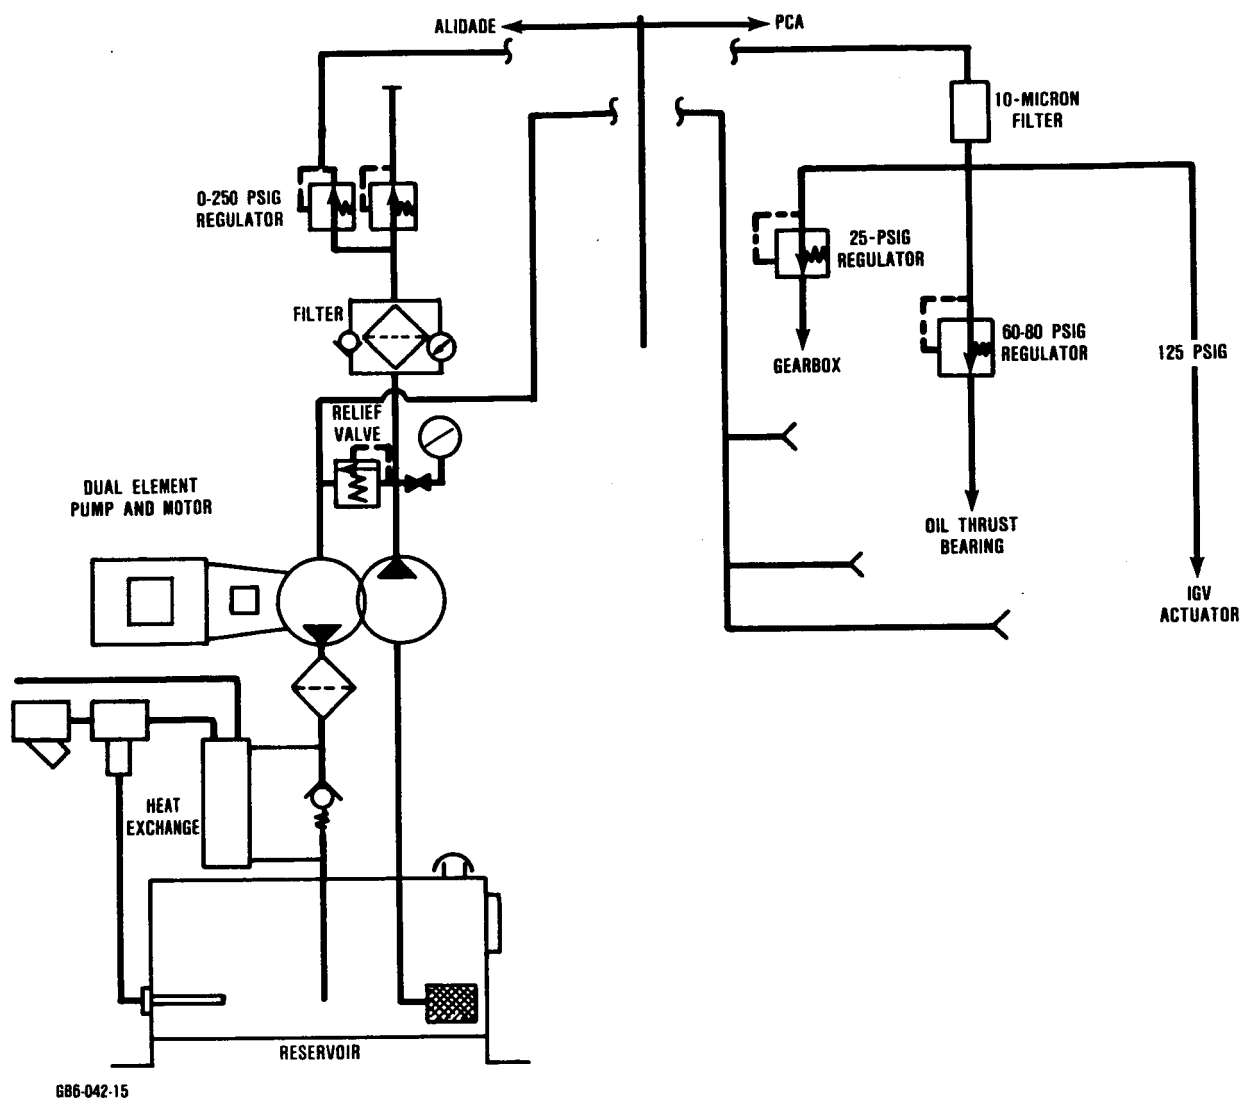 ALIDADE
PCA
10-MICRON
FILTER
0-250 PSIG
REGULATOR
25-PSIG
REGULATOR
FILTER
60-80 PSIG
REGULATOR
125 PSIG
GEARBOX
RELIEF
VALVE
DUAL ELEMENT
PUMP AND MOTOR
OIL THRUST
BEARING
IGV
ACTUATOR
HEAT
EXCHANGE
RESERVOIR
GB6-042-15